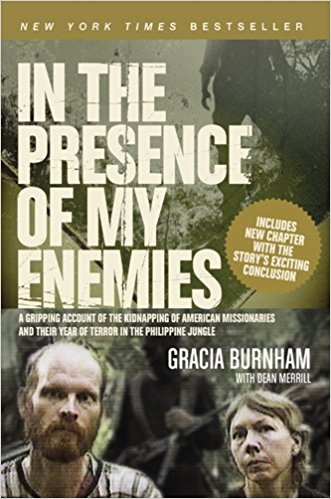 NEW YORK TIMES BESTSELLER
IN THE
PRESENCE
OF MY
ENEMIES
INCLUDES
NEW CHAPTER
WITH THE
STORY'S EXCITING
CONCLUSION
A GRIPPING ACCOUNT OF THE KIDNAPPING OF AMERICAN MISSIONARIES
AND THEIR YEAR OF TERROR IN THE PHILIPPINE JUNGLE
GRACIA BURNHAM
WITH DEAN MERRILL